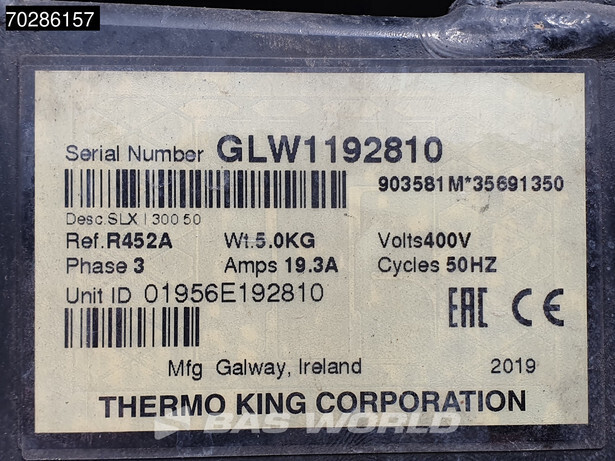 70286157
Serial Number GLW1192810
903581M*35691350
Desc.SLX i 300 50
Ref.R452A Wt.5.0KG Volts400V
Phase 3 Amps 19.3A Cycles 50HZ
Unit ID 01956E192810
EAC CE
Mfg Galway, Ireland 2019
THERMO KING CORPORATION
BAS WORLD